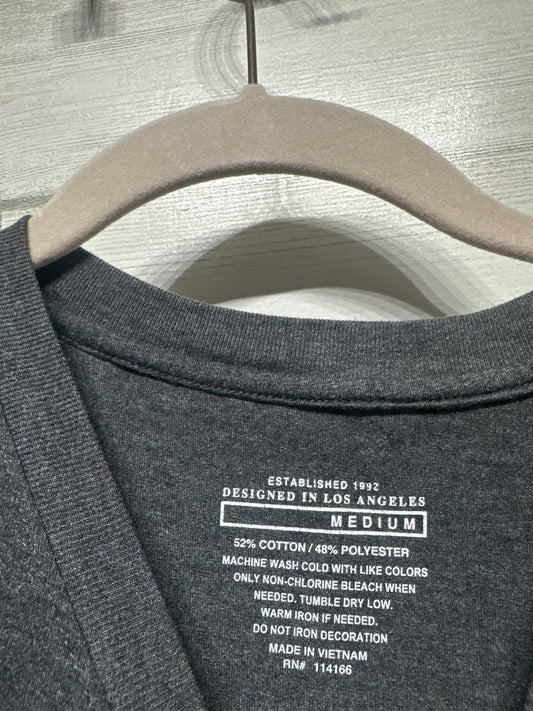 ESTABLISHED 1992
DESIGNED IN LOS ANGELES
MEDIUM
52% COTTON / 48% POLYESTER
MACHINE WASH COLD WITH LIKE COLORS
ONLY NON-CHLORINE BLEACH WHEN
NEEDED. TUMBLE DRY LOW.
WARM IRON IF NEEDED.
DO NOT IRON DECORATION
MADE IN VIETNAM
RN# 114166